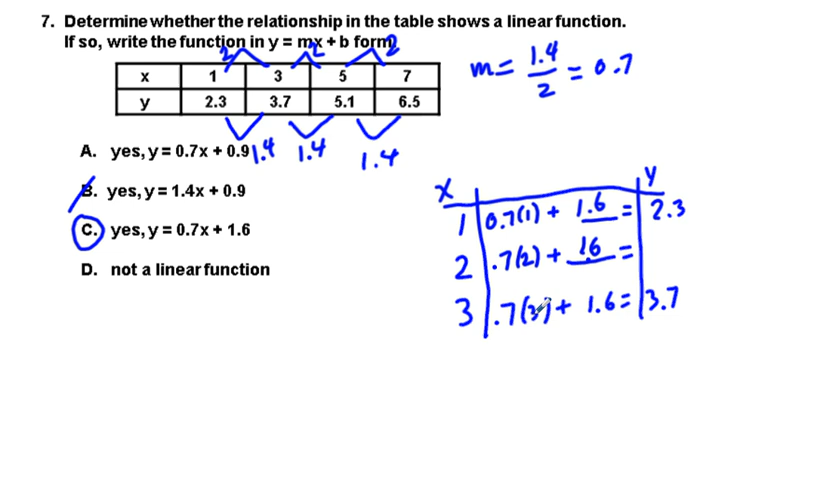 7. Determine whether the relationship in the table shows a linear function.
If so, write the function in y = mx + b form.
2 2 2
x 1 3 5 7
y 2.3 3.7 5.1 6.5
1.4 1.4 1.4
m = 1.4/2 = 0.7
A. yes, y = 0.7x + 0.9
B. yes, y = 1.4x + 0.9
C. yes, y = 0.7x + 1.6
D. not a linear function
x y
1 0.7(1) + 1.6 = 2.3
2 .7(2) + 1.6 =
3 .7(3) + 1.6 = 3.7